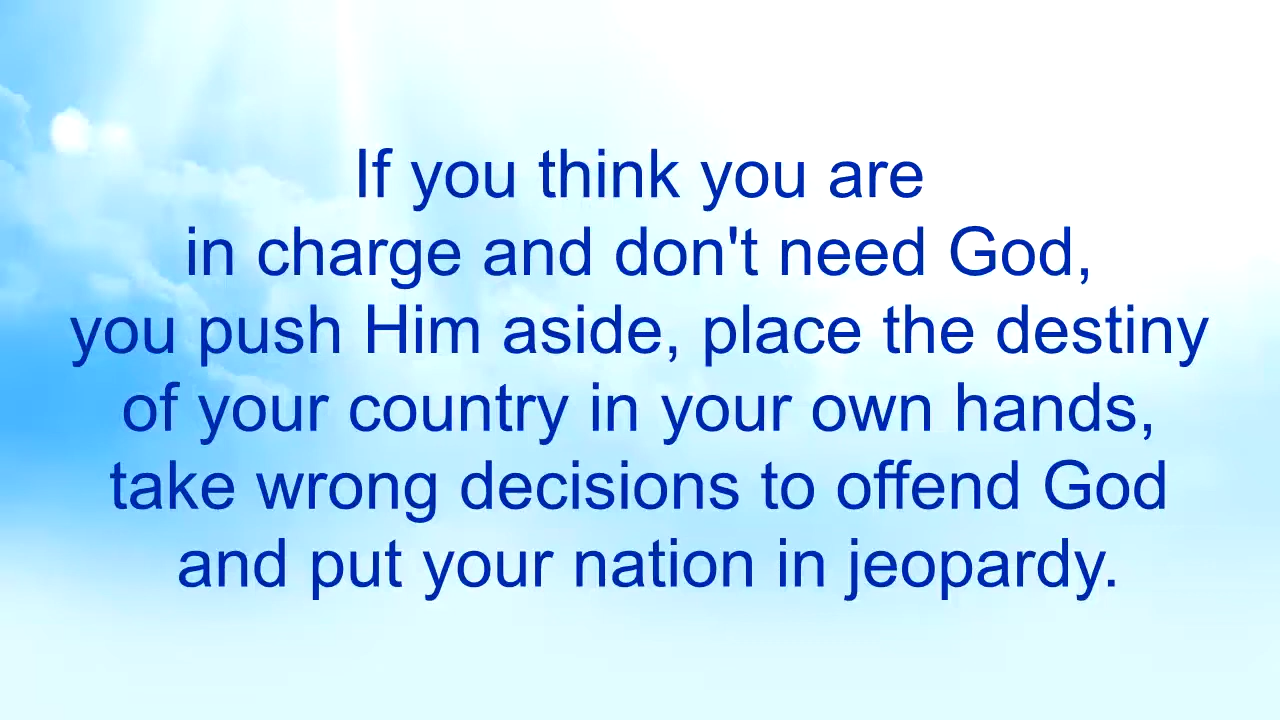 If you think you are
in charge and don't need God,
you push Him aside, place the destiny
of your country in your own hands,
take wrong decisions to offend God
and put your nation in jeopardy.